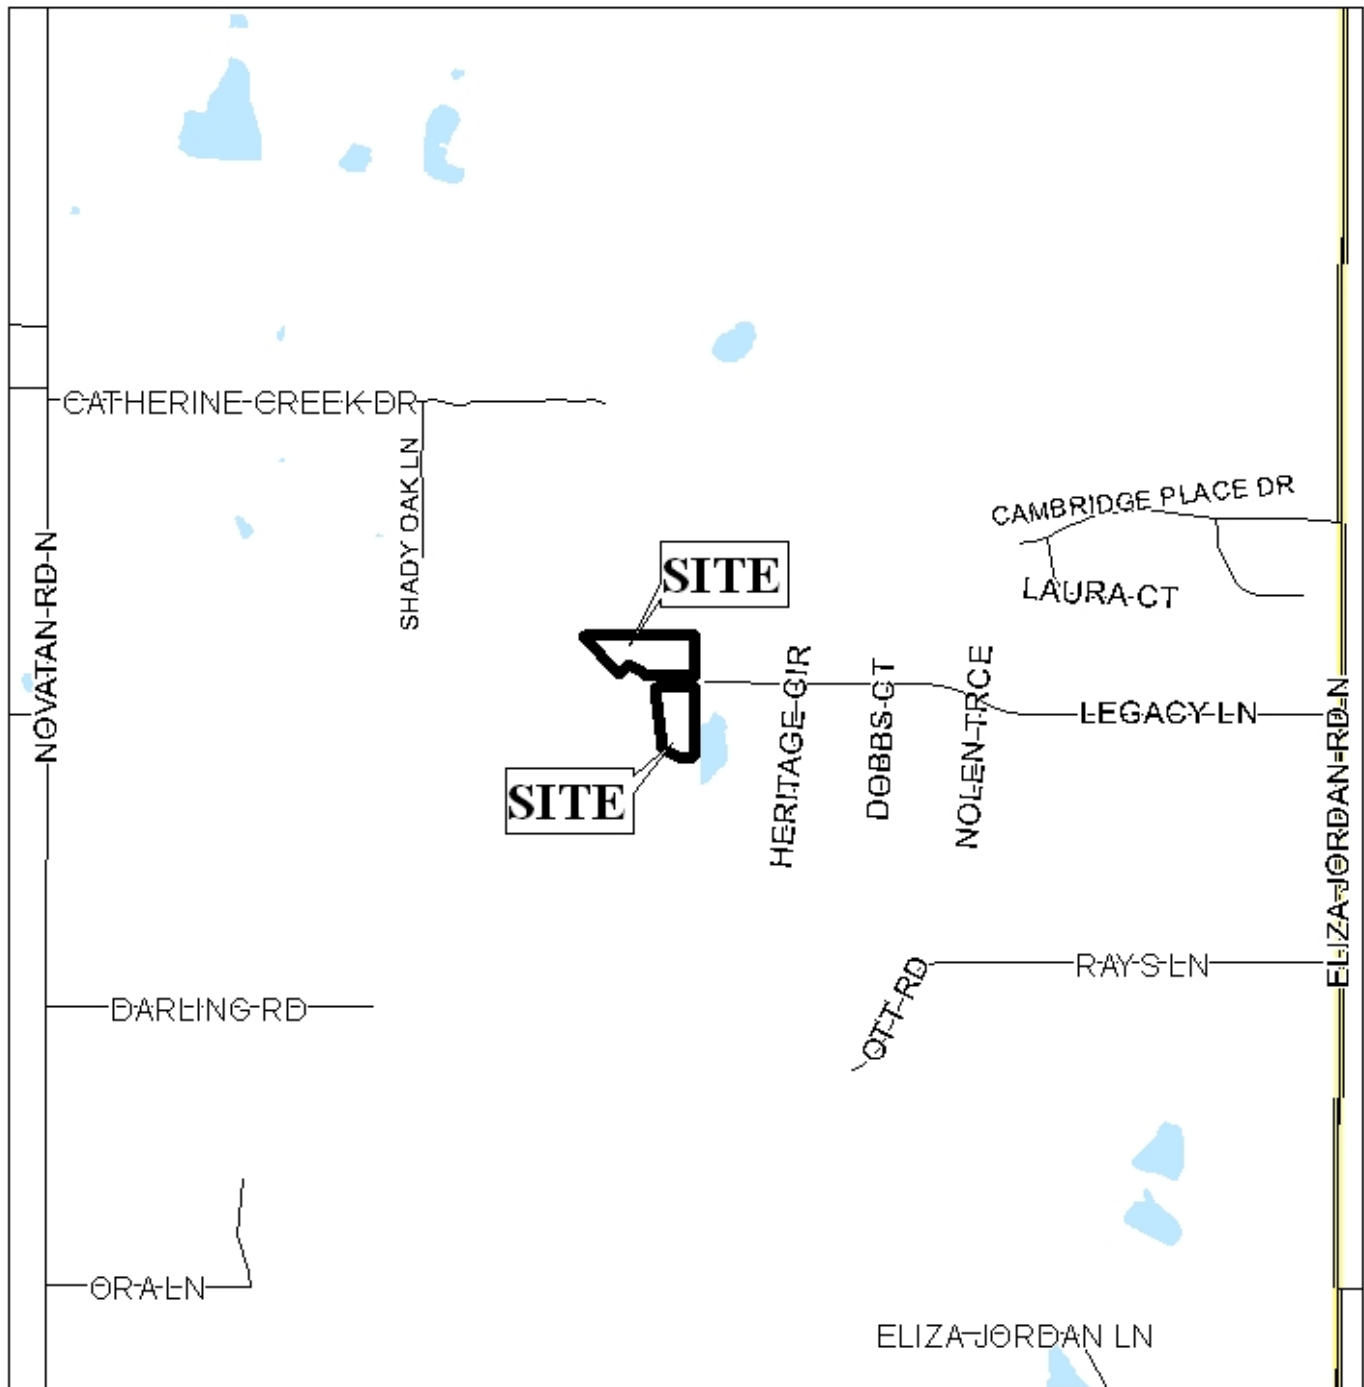 CATHERINE CREEK DR
SHADY OAK LN
CAMBRIDGE PLACE DR
NOVATAN RD N
SITE
LAURA CT
HERITAGE CIR
DOBBS CT
NOLEN TRCE
LEGACY LN
ELIZA JORDAN RD N
SITE
OTT RD
RAYS LN
DARLING RD
ORA LN
ELIZA JORDAN LN